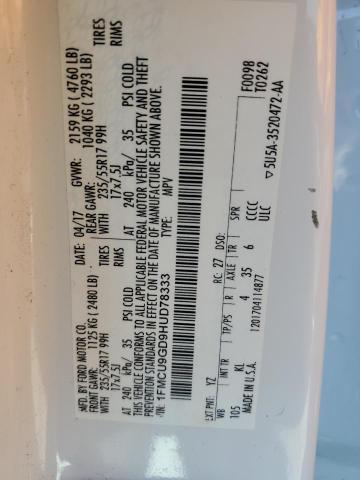 MFD. BY FORD MOTOR CO.
DATE: 04/17 GVWR: 2159 KG ( 4760 LB)
FRONT GAWR: 1125 KG (2480 LB) REAR GAWR: 1040 KG (2293 LB)
WITH 235/55R17 99H TIRES WITH 235/55R17 99H TIRES
17x7.5J RIMS 17x7.5J RIMS
AT 240 kPa/ 35 PSI COLD AT 240 kPa/ 35 PSI COLD
THIS VEHICLE CONFORMS TO ALL APPLICABLE FEDERAL MOTOR VEHICLE SAFETY AND THEFT
PREVENTION STANDARDS IN EFFECT ON THE DATE OF MANUFACTURE SHOWN ABOVE.
VIN: 1FMCU9GD9HUD78333 TYPE: MPV
F0098
T0262
EXT PNT: YZ RC: 27 DSO:
WB INT TR TP/PS R AXLE TR SPR
105 KL 4 35 6 CCCC
MADE IN U.S.A. ULC
1201704114877
▽5U5A-3520472-AA